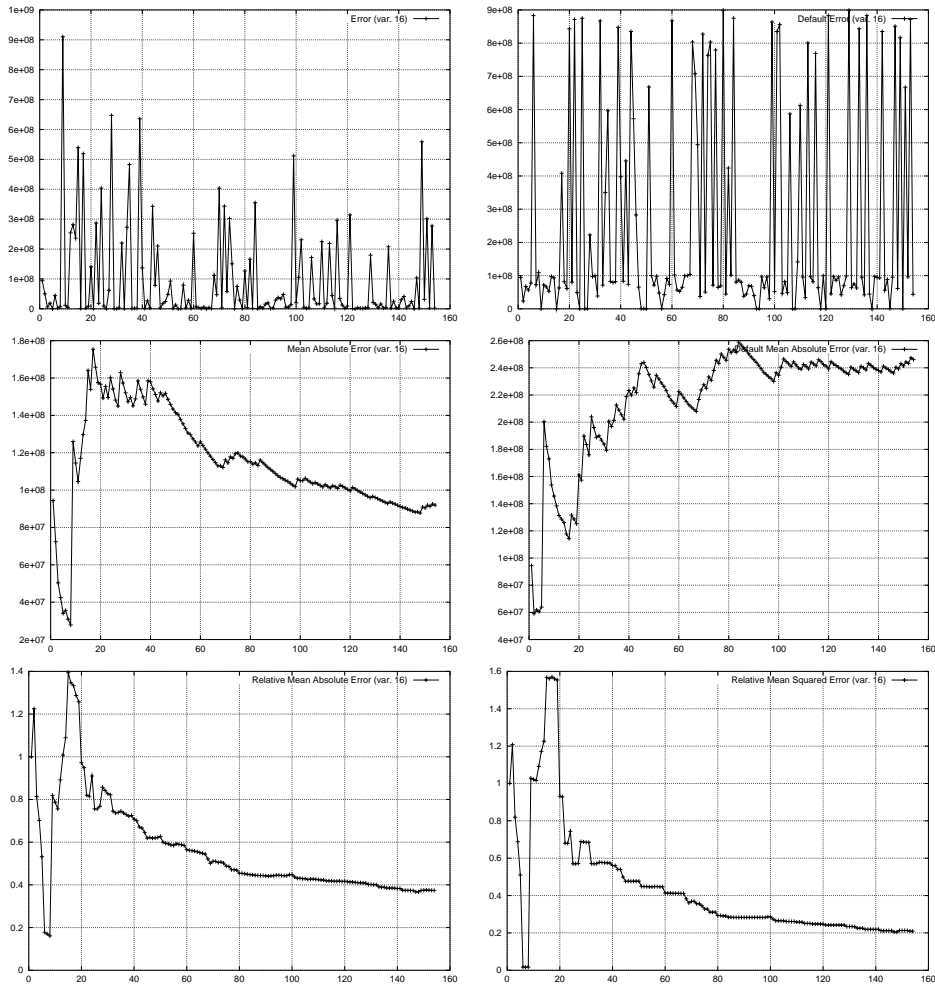 Error (var. 16)
1e+09
9e+08
8e+08
7e+08
6e+08
5e+08
4e+08
3e+08
2e+08
1e+08
0
0 20 40 60 80 100 120 140 160
Default Error (var. 16)
9e+08
8e+08
7e+08
6e+08
5e+08
4e+08
3e+08
2e+08
1e+08
0
0 20 40 60 80 100 120 140 160
Mean Absolute Error (var. 16)
1.8e+08
1.6e+08
1.4e+08
1.2e+08
1e+08
8e+07
6e+07
4e+07
2e+07
0 20 40 60 80 100 120 140 160
Default Mean Absolute Error (var. 16)
2.6e+08
2.4e+08
2.2e+08
2e+08
1.8e+08
1.6e+08
1.4e+08
1.2e+08
1e+08
8e+07
6e+07
4e+07
0 20 40 60 80 100 120 140 160
Relative Mean Absolute Error (var. 16)
1.4
1.2
1
0.8
0.6
0.4
0.2
0
0 20 40 60 80 100 120 140 160
Relative Mean Squared Error (var. 16)
1.6
1.4
1.2
1
0.8
0.6
0.4
0.2
0
0 20 40 60 80 100 120 140 160